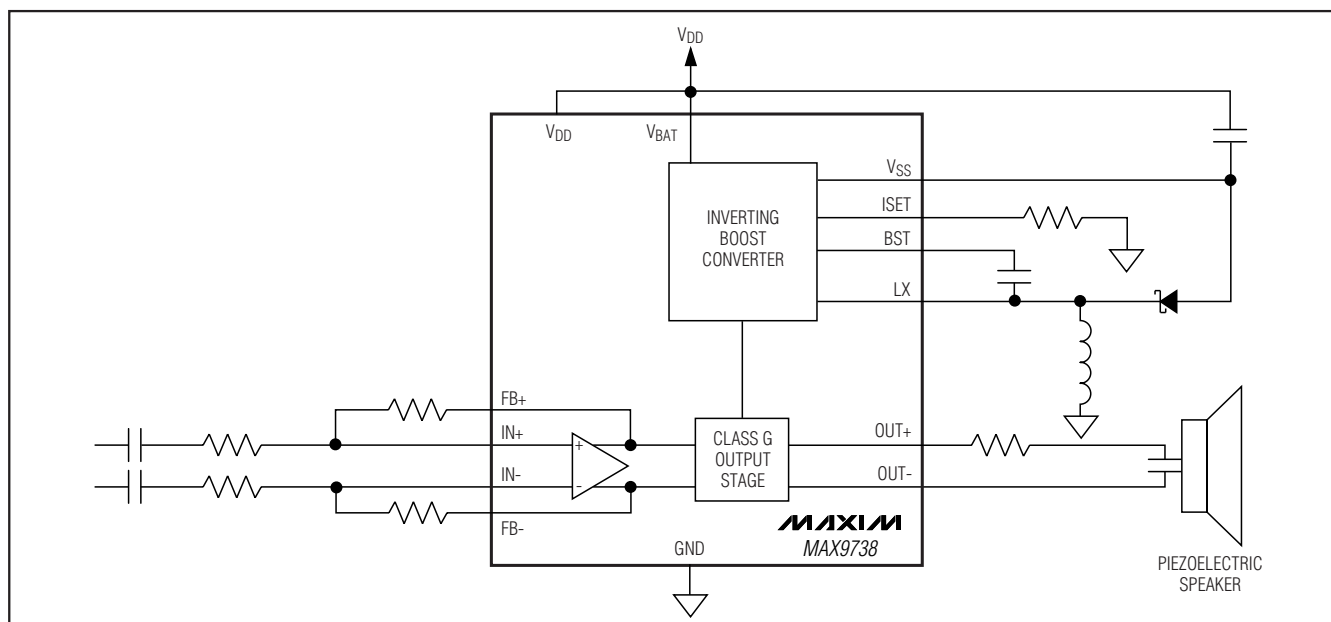 VDD
VDD
VBAT
VSS
ISET
BST
LX
INVERTING
BOOST
CONVERTER
FB+
IN+
IN-
FB-
+
-
CLASS G
OUTPUT
STAGE
OUT+
OUT-
MAXIM
MAX9738
GND
PIEZOELECTRIC
SPEAKER